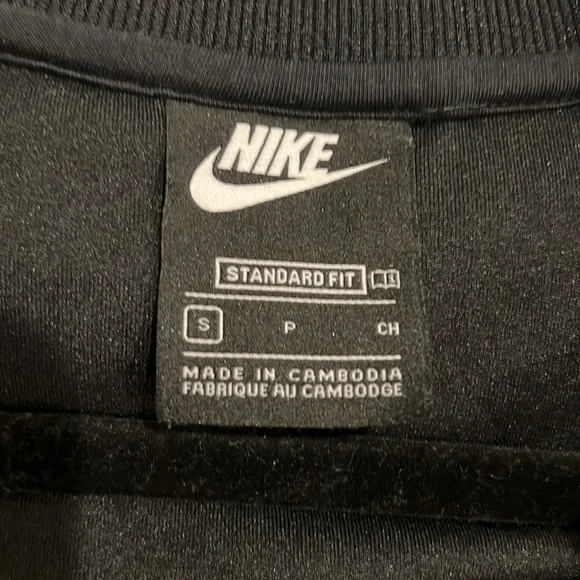 NIKE
STANDARD FIT
S P CH
MADE IN CAMBODIA
FABRIQUE AU CAMBODGE